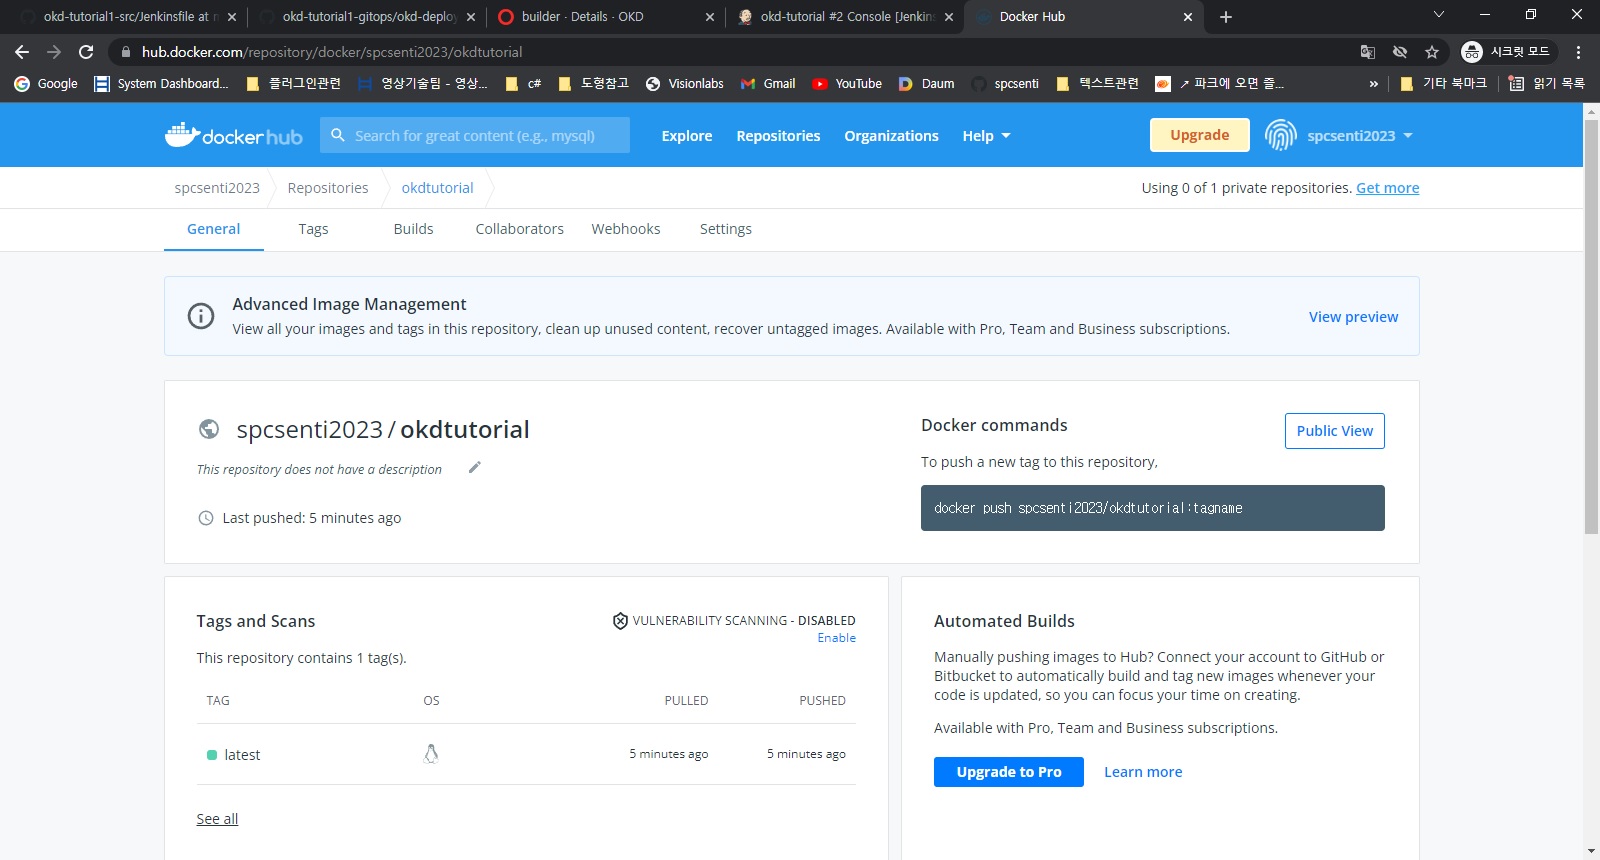 okd-tutorial1-src/Jenkinsfile at m
okd-tutorial1-gitops/okd-deploy
builder · Details · OKD
okd-tutorial #2 Console [Jenkins
Docker Hub
hub.docker.com/repository/docker/spcsenti2023/okdtutorial
시크릿 모드
Google
System Dashboard...
플러그인관련
영상기술팀 - 영상...
c#
도형참고
Visionlabs
Gmail
YouTube
Daum
spcsenti
텍스트관련
↗ 파크에 오면 즐...
»
기타 북마크
읽기 목록
dockerhub
Search for great content (e.g., mysql)
Explore
Repositories
Organizations
Help
Upgrade
spcsenti2023
spcsenti2023
Repositories
okdtutorial
Using 0 of 1 private repositories. Get more
General
Tags
Builds
Collaborators
Webhooks
Settings
Advanced Image Management
View all your images and tags in this repository, clean up unused content, recover untagged images. Available with Pro, Team and Business subscriptions.
View preview
spcsenti2023 / okdtutorial
This repository does not have a description
Last pushed: 5 minutes ago
Docker commands
Public View
To push a new tag to this repository,
docker push spcsenti2023/okdtutorial:tagname
Tags and Scans
VULNERABILITY SCANNING - DISABLED
Enable
This repository contains 1 tag(s).
TAG
OS
PULLED
PUSHED
latest
5 minutes ago
5 minutes ago
See all
Automated Builds
Manually pushing images to Hub? Connect your account to GitHub or
Bitbucket to automatically build and tag new images whenever your
code is updated, so you can focus your time on creating.
Available with Pro, Team and Business subscriptions.
Upgrade to Pro
Learn more